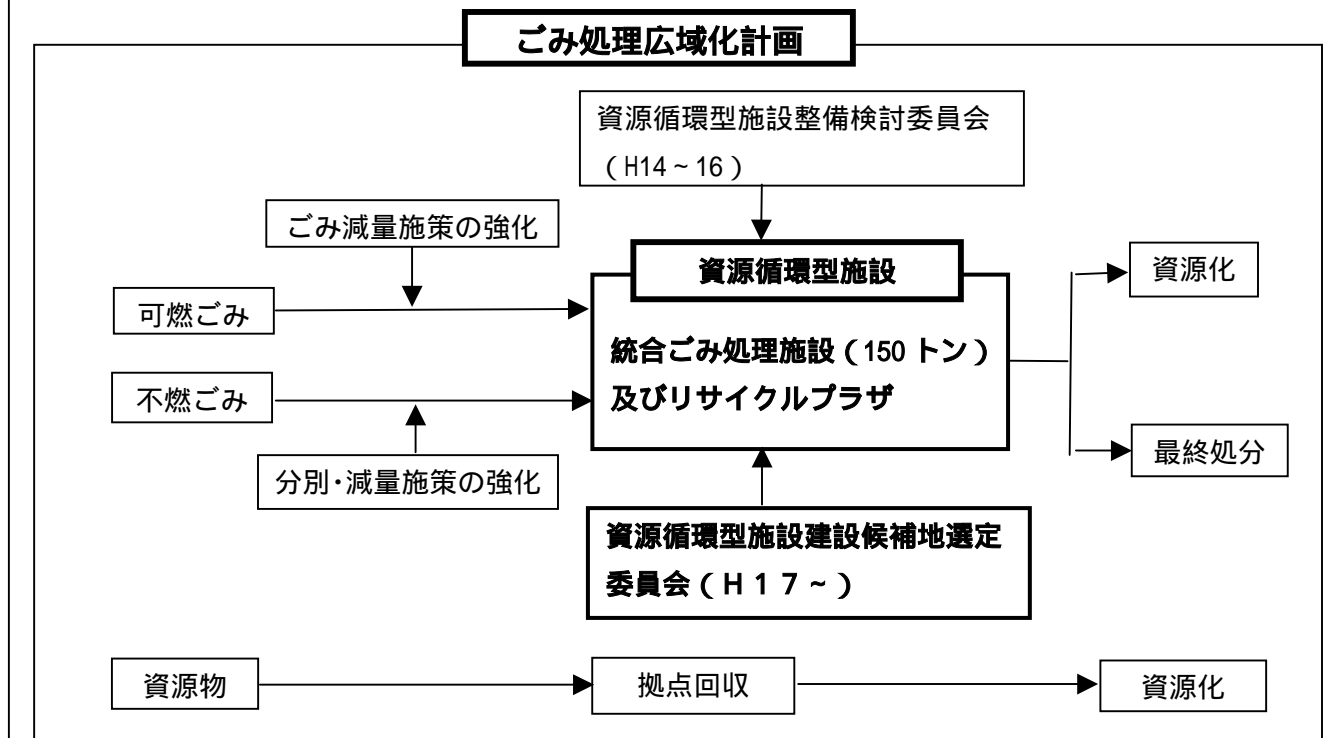 ごみ処理広域化計画
資源循環型施設整備検討委員会
（H14～16）
ごみ減量施策の強化
資源循環型施設
資源化
可燃ごみ
統合ごみ処理施設（150トン）
不燃ごみ
及びリサイクルプラザ
最終処分
分別・減量施策の強化
資源循環型施設建設候補地選定
委員会（Ｈ１７～）
資源物
拠点回収
資源化